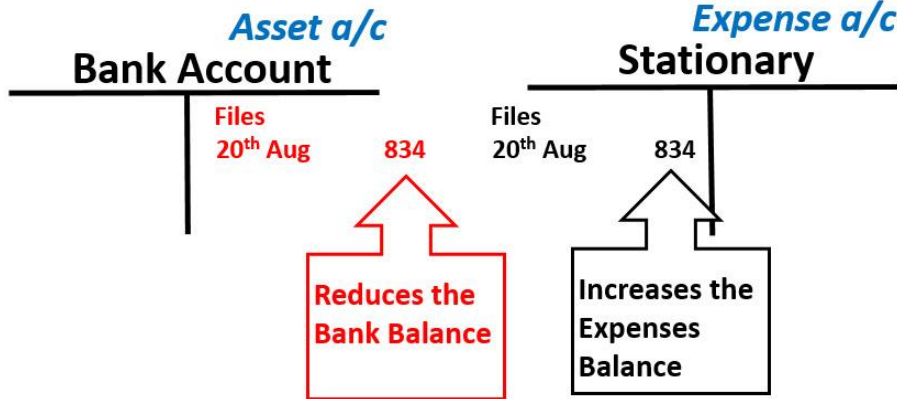 Asset a/c
Bank Account
Files
20th Aug 834
Reduces the
Bank Balance
Expense a/c
Stationary
Files
20th Aug 834
Increases the
Expenses
Balance